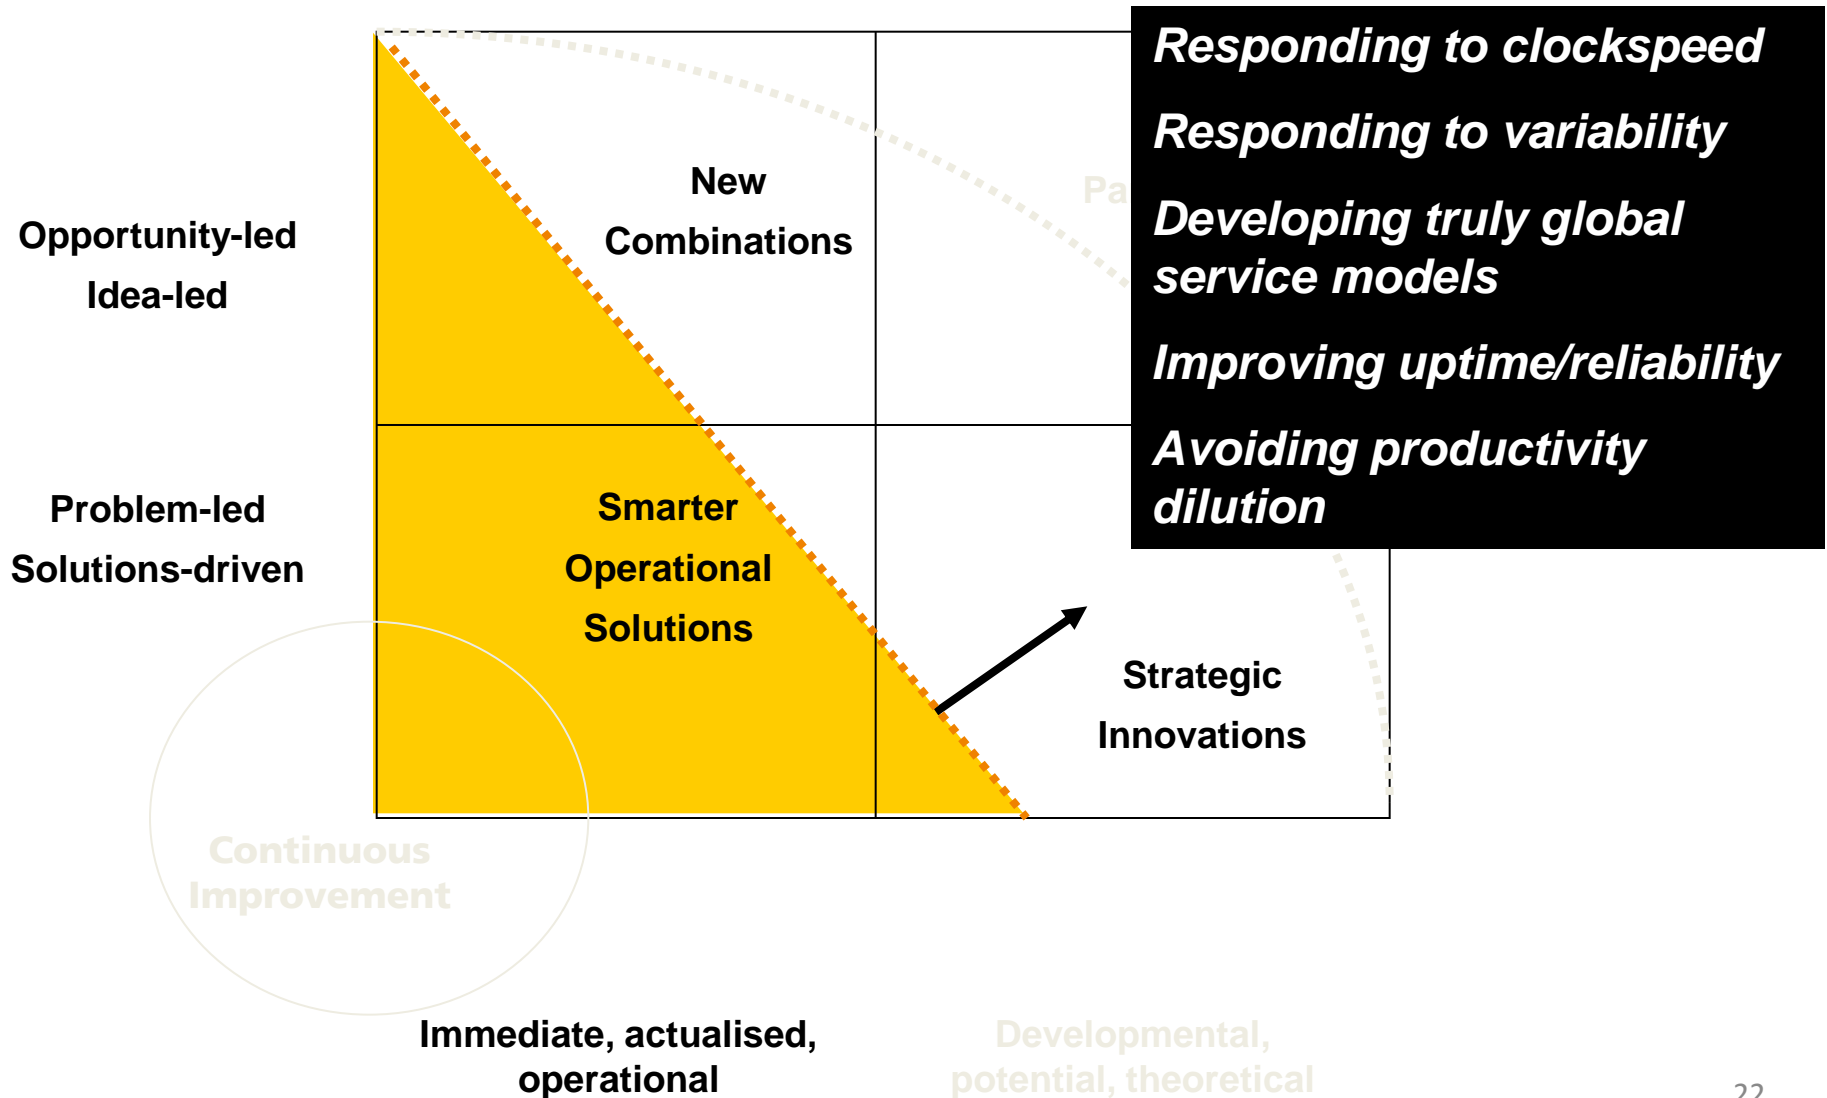 Responding to clockspeed
Responding to variability
Developing truly global
service models
Improving uptime/reliability
Avoiding productivity
dilution
New
Combinations
Pa
Opportunity-led
Idea-led
Problem-led
Solutions-driven
Smarter
Operational
Solutions
Strategic
Innovations
Continuous
Improvement
Immediate, actualised,
operational
Developmental,
potential, theoretical
22